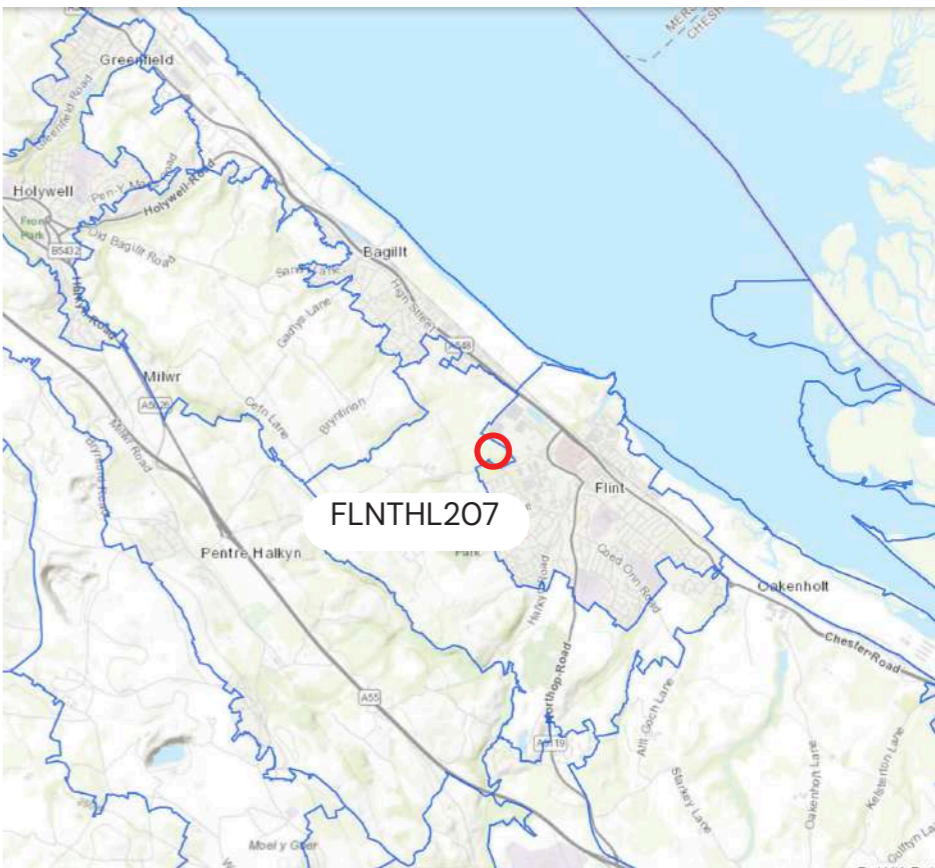 MERS
CHESH
Greenfield
Greenfield Road
Holywell
Pen-Y Maes Road
Holywell Road
Old Bagillt Road
B5432
Park
Halkyn Road
Bagillt
Sandy Lane
High Street
Gadlys Lane
A548
Milwr
A5026
Cefn Lane
Bryntirion
Milwr Road
Brynford Road
Flint
FLNTHL207
Park
Pentre Halkyn
Coed Onn Road
Halkyn Road
Oakenholt
Chester Road
A55
Northop Road
A5119
Allt Goch Lane
Starkey Lane
Oakenholt Lane
Kelsterton Lane
Moel y Gaer